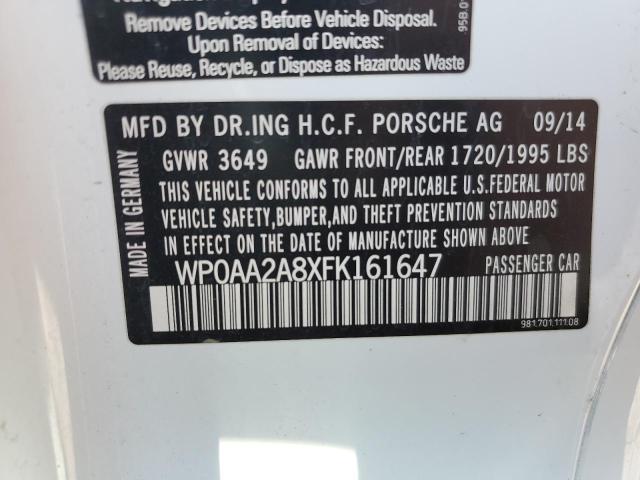 Remove Devices Before Vehicle Disposal.
Upon Removal of Devices:
Please Reuse, Recycle, or Dispose as Hazardous Waste
MFD BY DR.ING H.C.F. PORSCHE AG 09/14
GVWR 3649 GAWR FRONT/REAR 1720/1995 LBS
THIS VEHICLE CONFORMS TO ALL APPLICABLE U.S.FEDERAL MOTOR
VEHICLE SAFETY,BUMPER,AND THEFT PREVENTION STANDARDS
IN EFFECT ON THE DATE OF MANUFACTURE SHOWN ABOVE
WP0AA2A8XFK161647 PASSENGER CAR
981.701.111.08
MADE IN GERMANY